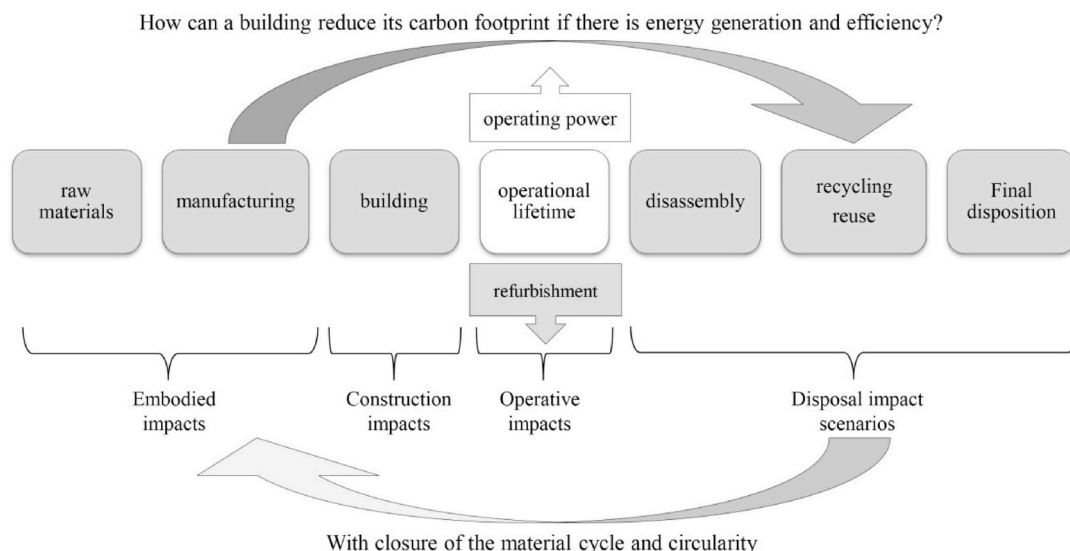 How can a building reduce its carbon footprint if there is energy generation and efficiency?
operating power
raw
materials
manufacturing
building
operational
lifetime
disassembly
recycling
reuse
Final
disposition
refurbishment
Embodied
impacts
Construction
impacts
Operative
impacts
Disposal impact
scenarios
With closure of the material cycle and circularity